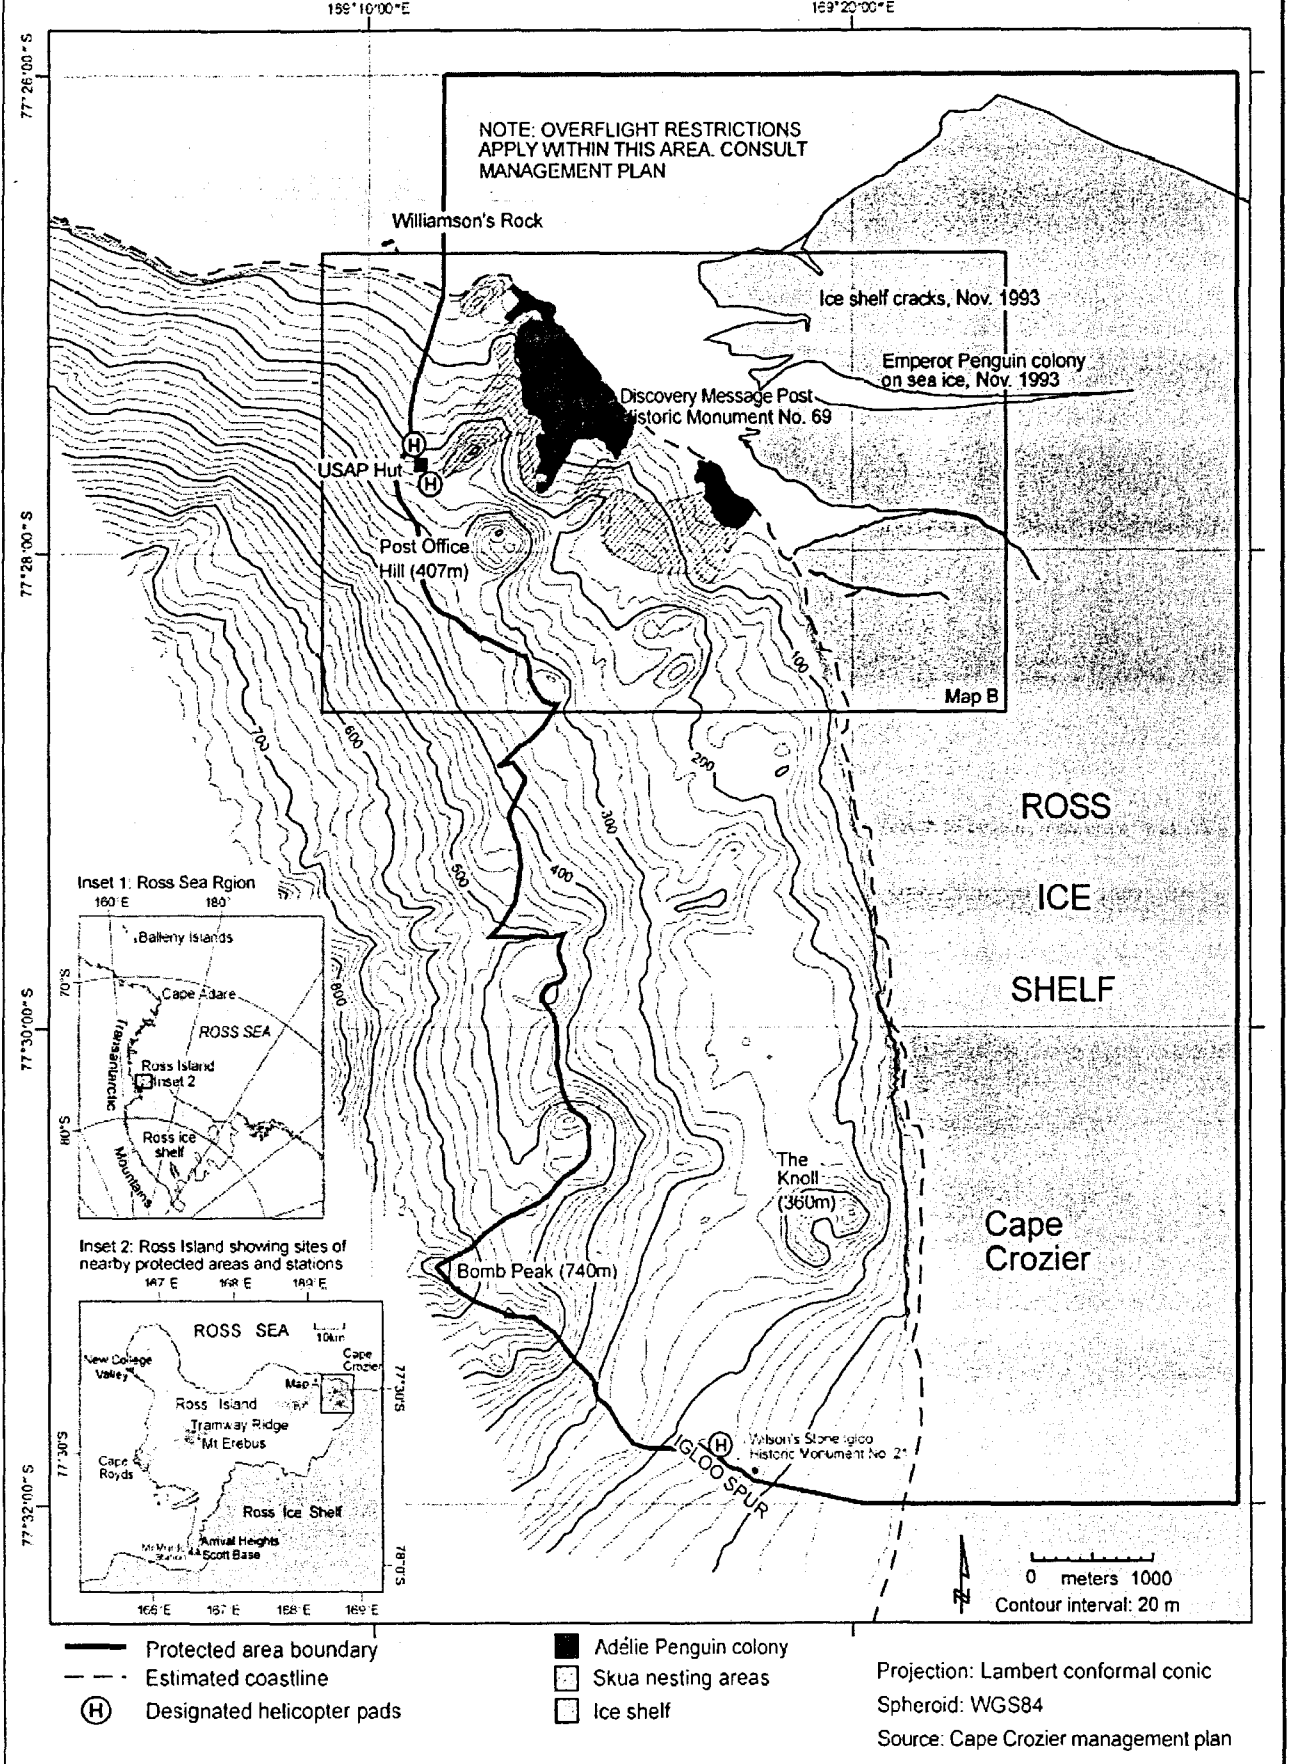 169°10'00"E
169°20'00"E
77°26'00"S
NOTE: OVERFLIGHT RESTRICTIONS
APPLY WITHIN THIS AREA. CONSULT
MANAGEMENT PLAN
Williamson's Rock
Ice shelf cracks, Nov. 1993
Emperor Penguin colony
on sea ice, Nov. 1993
Discovery Message Post
Historic Monument No. 69
H
USAP Hut
H
77°28'00"S
Post Office
Hill (407m)
100
Map B
700
600
200
300
400
500
800
ROSS
ICE
SHELF
77°30'00"S
Inset 1: Ross Sea Rgion
160°E
180°
Balleny Islands
70°S
Cape Adare
ROSS SEA
Transantarctic
Mountains
Ross Island
Inset 2
80°S
Ross ice
shelf
The
Knoll
(360m)
Cape
Crozier
Bomb Peak (740m)
Inset 2: Ross Island showing sites of
nearby protected areas and stations
167°E
168°E
169°E
ROSS SEA
10km
New College
Valley
Cape
Crozier
Map
77°30'S
Ross Island
Tramway Ridge
Mt Erebus
Cape
Royds
77°30'S
Ross Ice Shelf
Arrival Heights
Scott Base
78°0'S
166°E
167°E
168°E
169°E
H
Wilson's Stone Igloo
Historic Monument No. 21
IGLOO SPUR
77°32'00"S
N
0 meters 1000
Contour interval: 20 m
Protected area boundary
Estimated coastline
H Designated helicopter pads
Adélie Penguin colony
Skua nesting areas
Ice shelf
Projection: Lambert conformal conic
Spheroid: WGS84
Source: Cape Crozier management plan